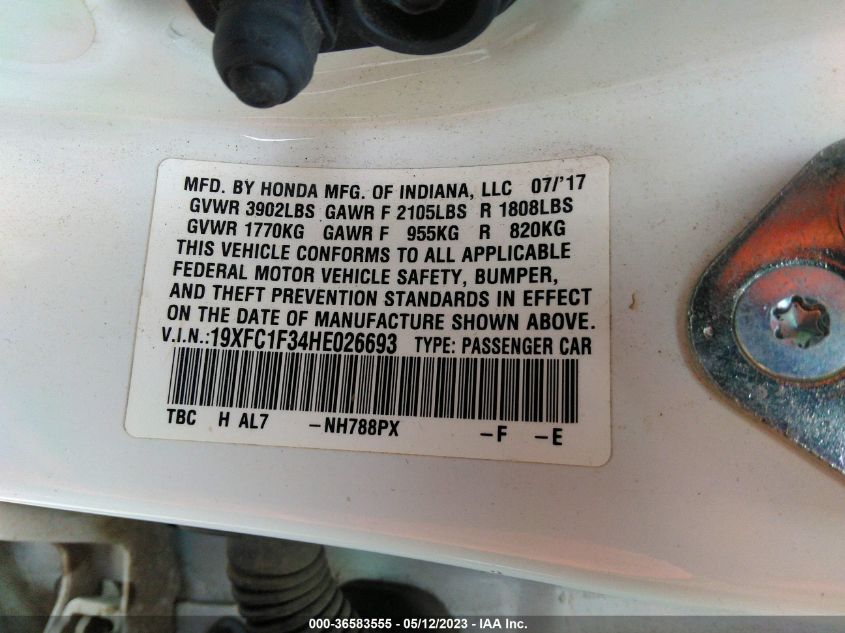 MFD. BY HONDA MFG. OF INDIANA, LLC 07/'17
GVWR 3902LBS GAWR F 2105LBS R 1808LBS
GVWR 1770KG GAWR F 955KG R 820KG
THIS VEHICLE CONFORMS TO ALL APPLICABLE
FEDERAL MOTOR VEHICLE SAFETY, BUMPER,
AND THEFT PREVENTION STANDARDS IN EFFECT
ON THE DATE OF MANUFACTURE SHOWN ABOVE.
V.I.N.:19XFC1F34HE026693 TYPE: PASSENGER CAR
TBC H AL7 -NH788PX -F -E
000-36583555 - 05/12/2023 - IAA Inc.